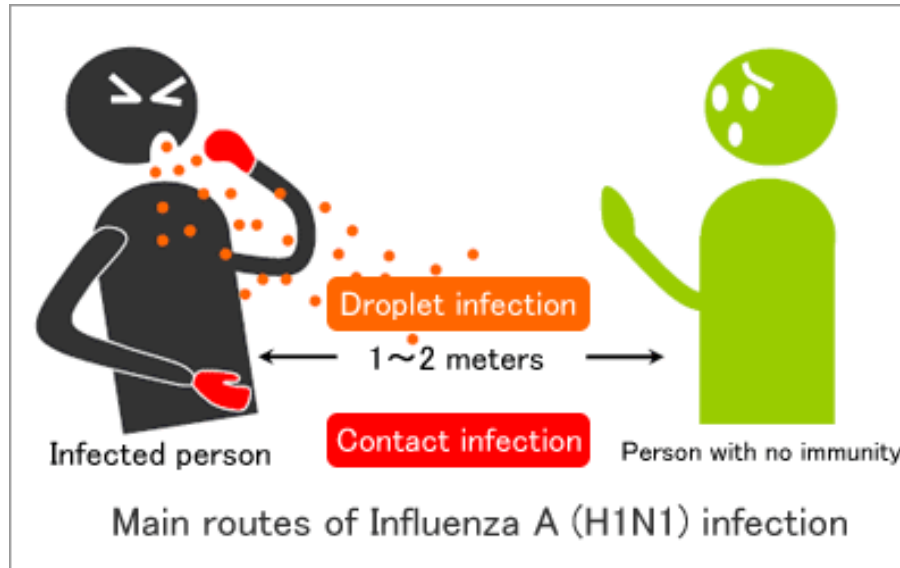 Droplet infection
1～2 meters
Contact infection
Infected person
Person with no immunity
Main routes of Influenza A (H1N1) infection